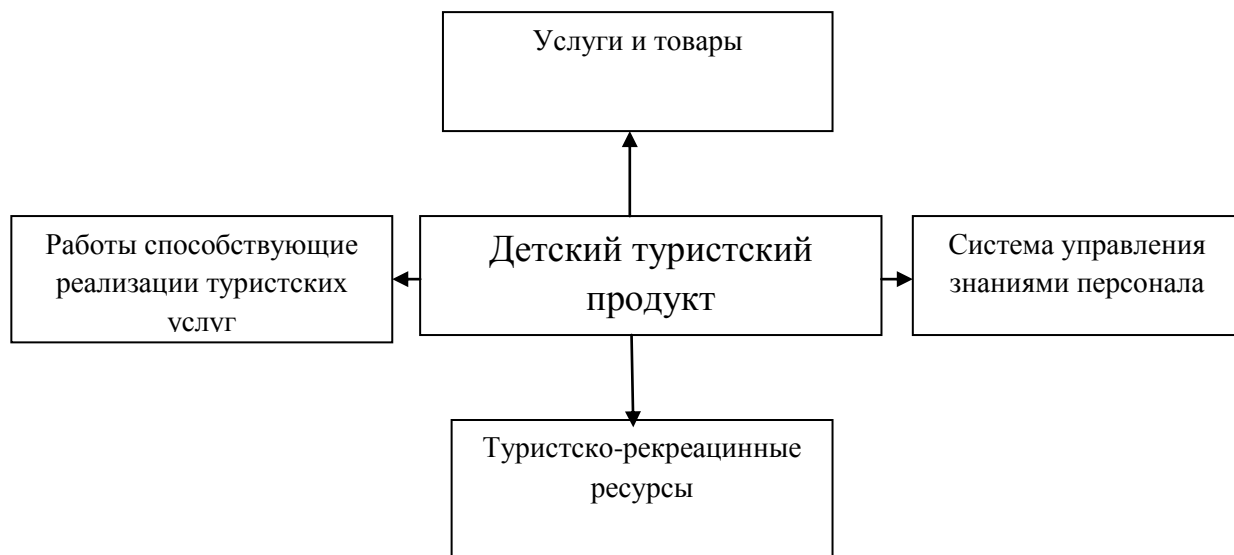 Услуги и товары
Работы способствующие
реализации туристских
услуг
Детский туристский
продукт
Система управления
знаниями персонала
Туристско-рекреацинные
ресурсы